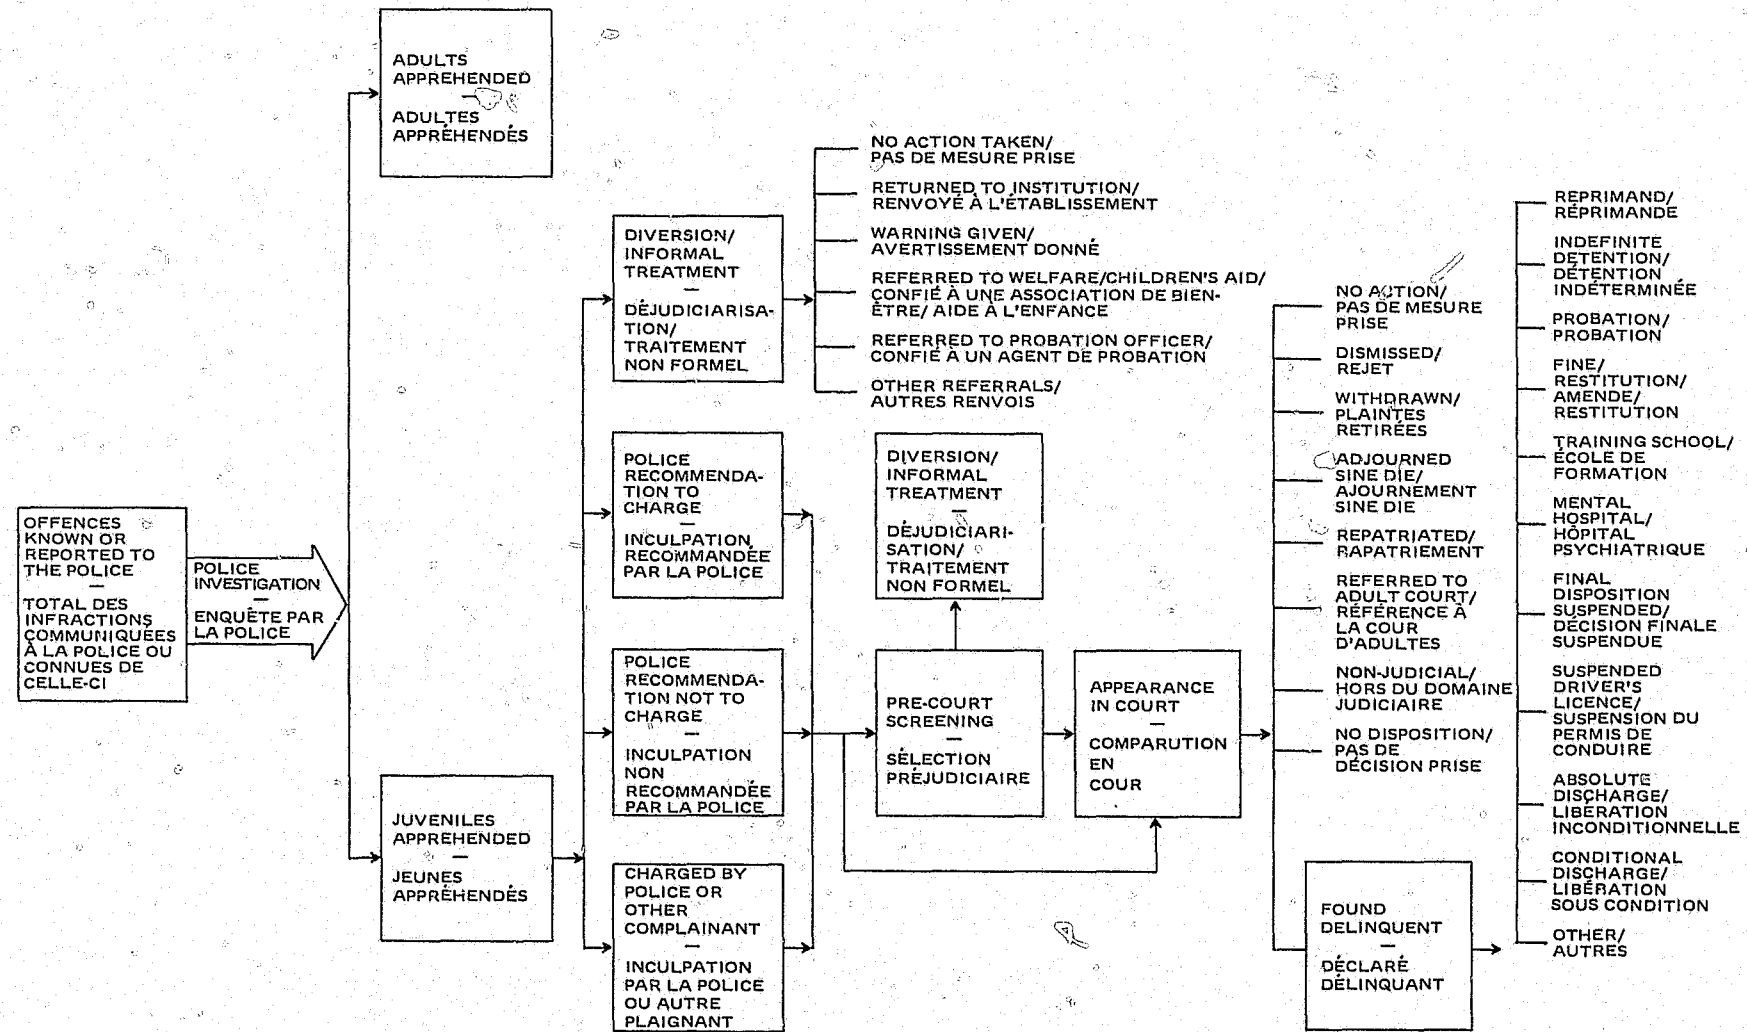 ADULTS
APPREHENDED
—
ADULTES
APPRÉHENDÉS
OFFENCES
KNOWN OR
REPORTED TO
THE POLICE
—
TOTAL DES
INFRACTIONS
COMMUNIQUÉES
À LA POLICE OU
CONNUES DE
CELLE-CI
POLICE
INVESTIGATION
—
ENQUÊTE PAR
LA POLICE
JUVENILES
APPREHENDED
—
JEUNES
APPRÉHENDÉS
DIVERSION/
INFORMAL
TREATMENT
—
DÉJUDICIARISA-
TION/
TRAITEMENT
NON FORMEL
POLICE
RECOMMENDA-
TION TO
CHARGE
—
INCULPATION
RECOMMANDÉE
PAR LA POLICE
POLICE
RECOMMENDA-
TION NOT TO
CHARGE
—
INCULPATION
NON
RECOMMANDÉE
PAR LA POLICE
CHARGED BY
POLICE OR
OTHER
COMPLAINANT
—
INCULPATION
PAR LA POLICE
OU AUTRE
PLAIGNANT
NO ACTION TAKEN/
PAS DE MESURE PRISE
RETURNED TO INSTITUTION/
RENVOYÉ À L'ÉTABLISSEMENT
WARNING GIVEN/
AVERTISSEMENT DONNÉ
REFERRED TO WELFARE/CHILDREN'S AID/
CONFIÉ À UNE ASSOCIATION DE BIEN-
ÊTRE/ AIDE À L'ENFANCE
REFERRED TO PROBATION OFFICER/
CONFIÉ À UN AGENT DE PROBATION
OTHER REFERRALS/
AUTRES RENVOIS
DIVERSION/
INFORMAL
TREATMENT
—
DÉJUDICIARI-
SATION/
TRAITEMENT
NON FORMEL
PRE-COURT
SCREENING
—
SÉLECTION
PRÉJUDICIAIRE
APPEARANCE
IN COURT
—
COMPARUTION
EN
COUR
NO ACTION/
PAS DE MESURE
PRISE
DISMISSED/
REJET
WITHDRAWN/
PLAINTES
RETIRÉES
ADJOURNED
SINE DIE/
AJOURNEMENT
SINE DIE
REPATRIATED/
RAPATRIEMENT
REFERRED TO
ADULT COURT/
RÉFÉRENCE À
LA COUR
D'ADULTES
NON-JUDICIAL/
HORS DU DOMAINE
JUDICIAIRE
NO DISPOSITION/
PAS DE
DÉCISION PRISE
FOUND
DELINQUENT
—
DÉCLARÉ
DÉLINQUANT
REPRIMAND/
RÉPRIMANDE
INDEFINITE
DETENTION/
DÉTENTION
INDÉTERMINÉE
PROBATION/
PROBATION
FINE/
RESTITUTION/
AMENDE/
RESTITUTION
TRAINING SCHOOL/
ÉCOLE DE
FORMATION
MENTAL
HOSPITAL/
HÔPITAL
PSYCHIATRIQUE
FINAL
DISPOSITION
SUSPENDED/
DÉCISION FINALE
SUSPENDUE
SUSPENDED
DRIVER'S
LICENCE/
SUSPENSION DU
PERMIS DE
CONDUIRE
ABSOLUTE
DISCHARGE/
LIBÉRATION
INCONDITIONNELLE
CONDITIONAL
DISCHARGE/
LIBÉRATION
SOUS CONDITION
OTHER/
AUTRES